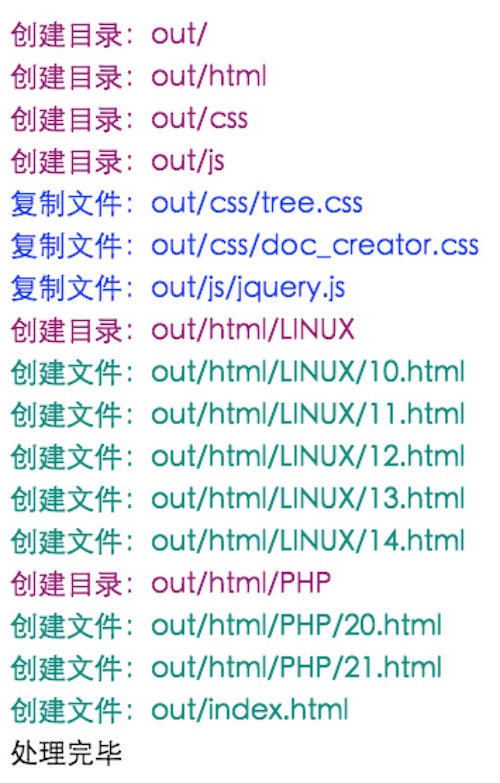 创建目录：out/
创建目录：out/html
创建目录：out/css
创建目录：out/js
复制文件：out/css/tree.css
复制文件：out/css/doc_creator.css
复制文件：out/js/jquery.js
创建目录：out/html/LINUX
创建文件：out/html/LINUX/10.html
创建文件：out/html/LINUX/11.html
创建文件：out/html/LINUX/12.html
创建文件：out/html/LINUX/13.html
创建文件：out/html/LINUX/14.html
创建目录：out/html/PHP
创建文件：out/html/PHP/20.html
创建文件：out/html/PHP/21.html
创建文件：out/index.html
处理完毕